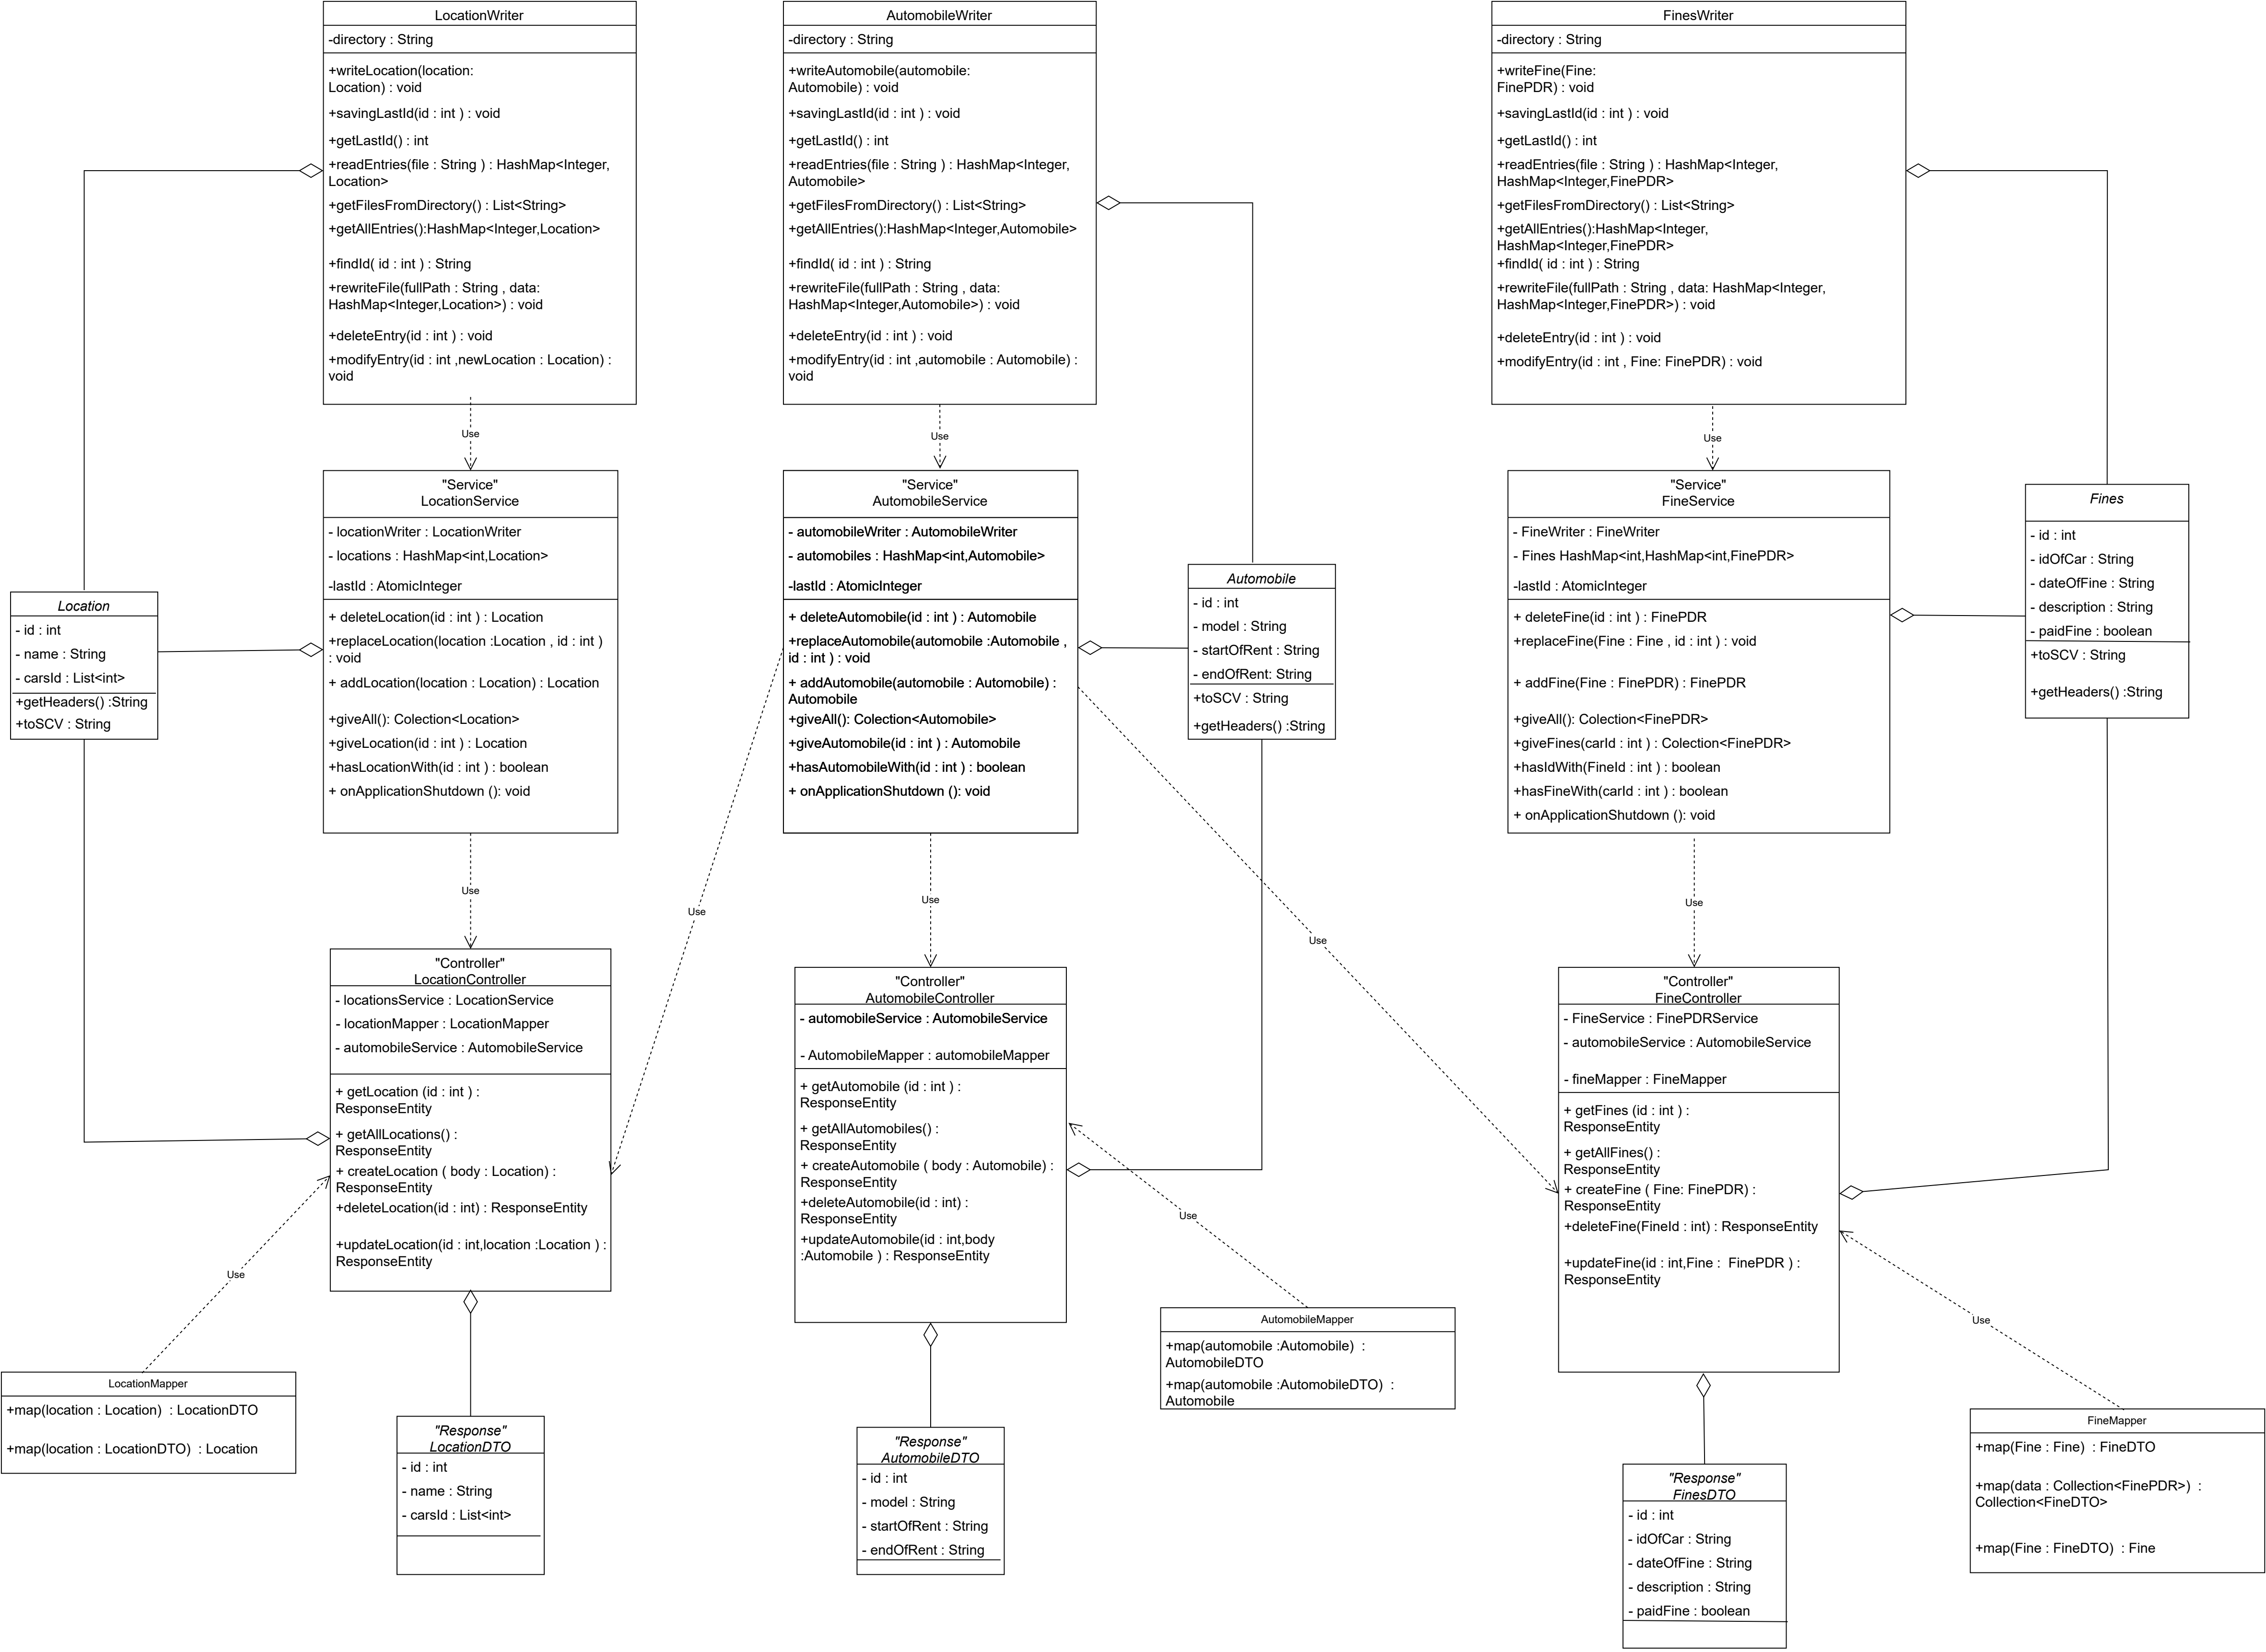 LocationWriter
-directory : String
+writeLocation(location:
Location) : void
+savingLastId(id : int ) : void
+getLastId() : int
+readEntries(file : String ) : HashMap<Integer,
Location>
+getFilesFromDirectory() : List<String>
+getAllEntries():HashMap<Integer,Location>
+findId( id : int ) : String
+rewriteFile(fullPath : String , data:
HashMap<Integer,Location>) : void
+deleteEntry(id : int ) : void
+modifyEntry(id : int ,newLocation : Location) :
void
AutomobileWriter
-directory : String
+writeAutomobile(automobile:
Automobile) : void
+savingLastId(id : int ) : void
+getLastId() : int
+readEntries(file : String ) : HashMap<Integer,
Automobile>
+getFilesFromDirectory() : List<String>
+getAllEntries():HashMap<Integer,Automobile>
+findId( id : int ) : String
+rewriteFile(fullPath : String , data:
HashMap<Integer,Automobile>) : void
+deleteEntry(id : int ) : void
+modifyEntry(id : int ,automobile : Automobile) :
void
FinesWriter
-directory : String
+writeFine(Fine:
FinePDR) : void
+savingLastId(id : int ) : void
+getLastId() : int
+readEntries(file : String ) : HashMap<Integer,
HashMap<Integer,FinePDR>
+getFilesFromDirectory() : List<String>
+getAllEntries():HashMap<Integer,
HashMap<Integer,FinePDR>
+findId( id : int ) : String
+rewriteFile(fullPath : String , data: HashMap<Integer,
HashMap<Integer,FinePDR>) : void
+deleteEntry(id : int ) : void
+modifyEntry(id : int , Fine: FinePDR) : void
Use
Use
Use
"Service"
LocationService
- locationWriter : LocationWriter
- locations : HashMap<int,Location>
-lastId : AtomicInteger
+ deleteLocation(id : int ) : Location
+replaceLocation(location :Location , id : int )
: void
+ addLocation(location : Location) : Location
+giveAll(): Colection<Location>
+giveLocation(id : int ) : Location
+hasLocationWith(id : int ) : boolean
+ onApplicationShutdown (): void
"Service"
AutomobileService
- automobileWriter : AutomobileWriter
- automobiles : HashMap<int,Automobile>
-lastId : AtomicInteger
+ deleteAutomobile(id : int ) : Automobile
+replaceAutomobile(automobile :Automobile ,
id : int ) : void
+ addAutomobile(automobile : Automobile) :
Automobile
+giveAll(): Colection<Automobile>
+giveAutomobile(id : int ) : Automobile
+hasAutomobileWith(id : int ) : boolean
+ onApplicationShutdown (): void
"Service"
FineService
- FineWriter : FineWriter
- Fines HashMap<int,HashMap<int,FinePDR>
-lastId : AtomicInteger
+ deleteFine(id : int ) : FinePDR
+replaceFine(Fine : Fine , id : int ) : void
+ addFine(Fine : FinePDR) : FinePDR
+giveAll(): Colection<FinePDR>
+giveFines(carId : int ) : Colection<FinePDR>
+hasIdWith(FineId : int ) : boolean
+hasFineWith(carId : int ) : boolean
+ onApplicationShutdown (): void
Fines
- id : int
- idOfCar : String
- dateOfFine : String
- description : String
- paidFine : boolean
+toSCV : String
+getHeaders() :String
Automobile
- id : int
- model : String
- startOfRent : String
- endOfRent: String
+toSCV : String
+getHeaders() :String
Location
- id : int
- name : String
- carsId : List<int>
+getHeaders() :String
+toSCV : String
Use
Use
Use
Use
Use
"Controller"
LocationController
- locationsService : LocationService
- locationMapper : LocationMapper
- automobileService : AutomobileService
+ getLocation (id : int ) :
ResponseEntity
+ getAllLocations() :
ResponseEntity
+ createLocation ( body : Location) :
ResponseEntity
+deleteLocation(id : int) : ResponseEntity
+updateLocation(id : int,location :Location ) :
ResponseEntity
"Controller"
AutomobileController
- automobileService : AutomobileService
- AutomobileMapper : automobileMapper
+ getAutomobile (id : int ) :
ResponseEntity
+ getAllAutomobiles() :
ResponseEntity
+ createAutomobile ( body : Automobile) :
ResponseEntity
+deleteAutomobile(id : int) :
ResponseEntity
+updateAutomobile(id : int,body
:Automobile ) : ResponseEntity
"Controller"
FineController
- FineService : FinePDRService
- automobileService : AutomobileService
- fineMapper : FineMapper
+ getFines (id : int ) :
ResponseEntity
+ getAllFines() :
ResponseEntity
+ createFine ( Fine: FinePDR) :
ResponseEntity
+deleteFine(FineId : int) : ResponseEntity
+updateFine(id : int,Fine :  FinePDR ) :
ResponseEntity
Use
Use
Use
LocationMapper
+map(location : Location)  : LocationDTO
+map(location : LocationDTO)  : Location
AutomobileMapper
+map(automobile :Automobile)  :
AutomobileDTO
+map(automobile :AutomobileDTO)  :
Automobile
FineMapper
+map(Fine : Fine)  : FineDTO
+map(data : Collection<FinePDR>)  :
Collection<FineDTO>
+map(Fine : FineDTO)  : Fine
"Response"
LocationDTO
- id : int
- name : String
- carsId : List<int>
"Response"
AutomobileDTO
- id : int
- model : String
- startOfRent : String
- endOfRent : String
"Response"
FinesDTO
- id : int
- idOfCar : String
- dateOfFine : String
- description : String
- paidFine : boolean